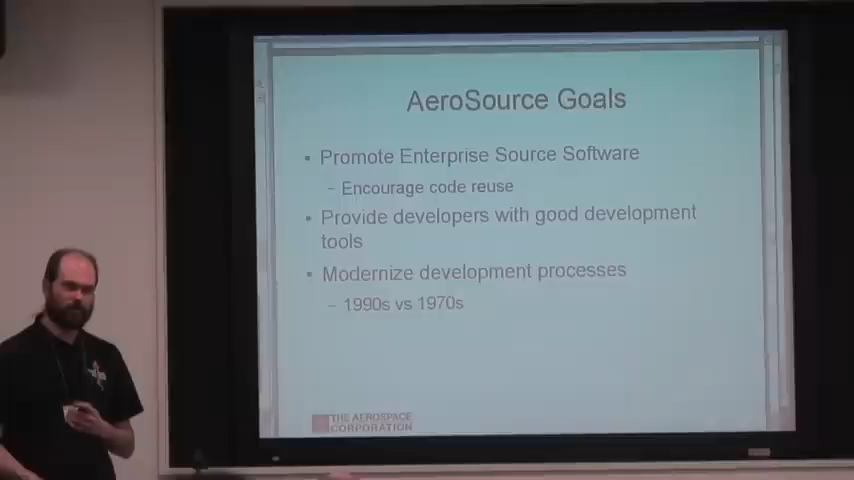 AeroSource Goals
• Promote Enterprise Source Software
– Encourage code reuse
• Provide developers with good development
tools
• Modernize development processes
– 1990s vs 1970s
THE AEROSPACE
CORPORATION